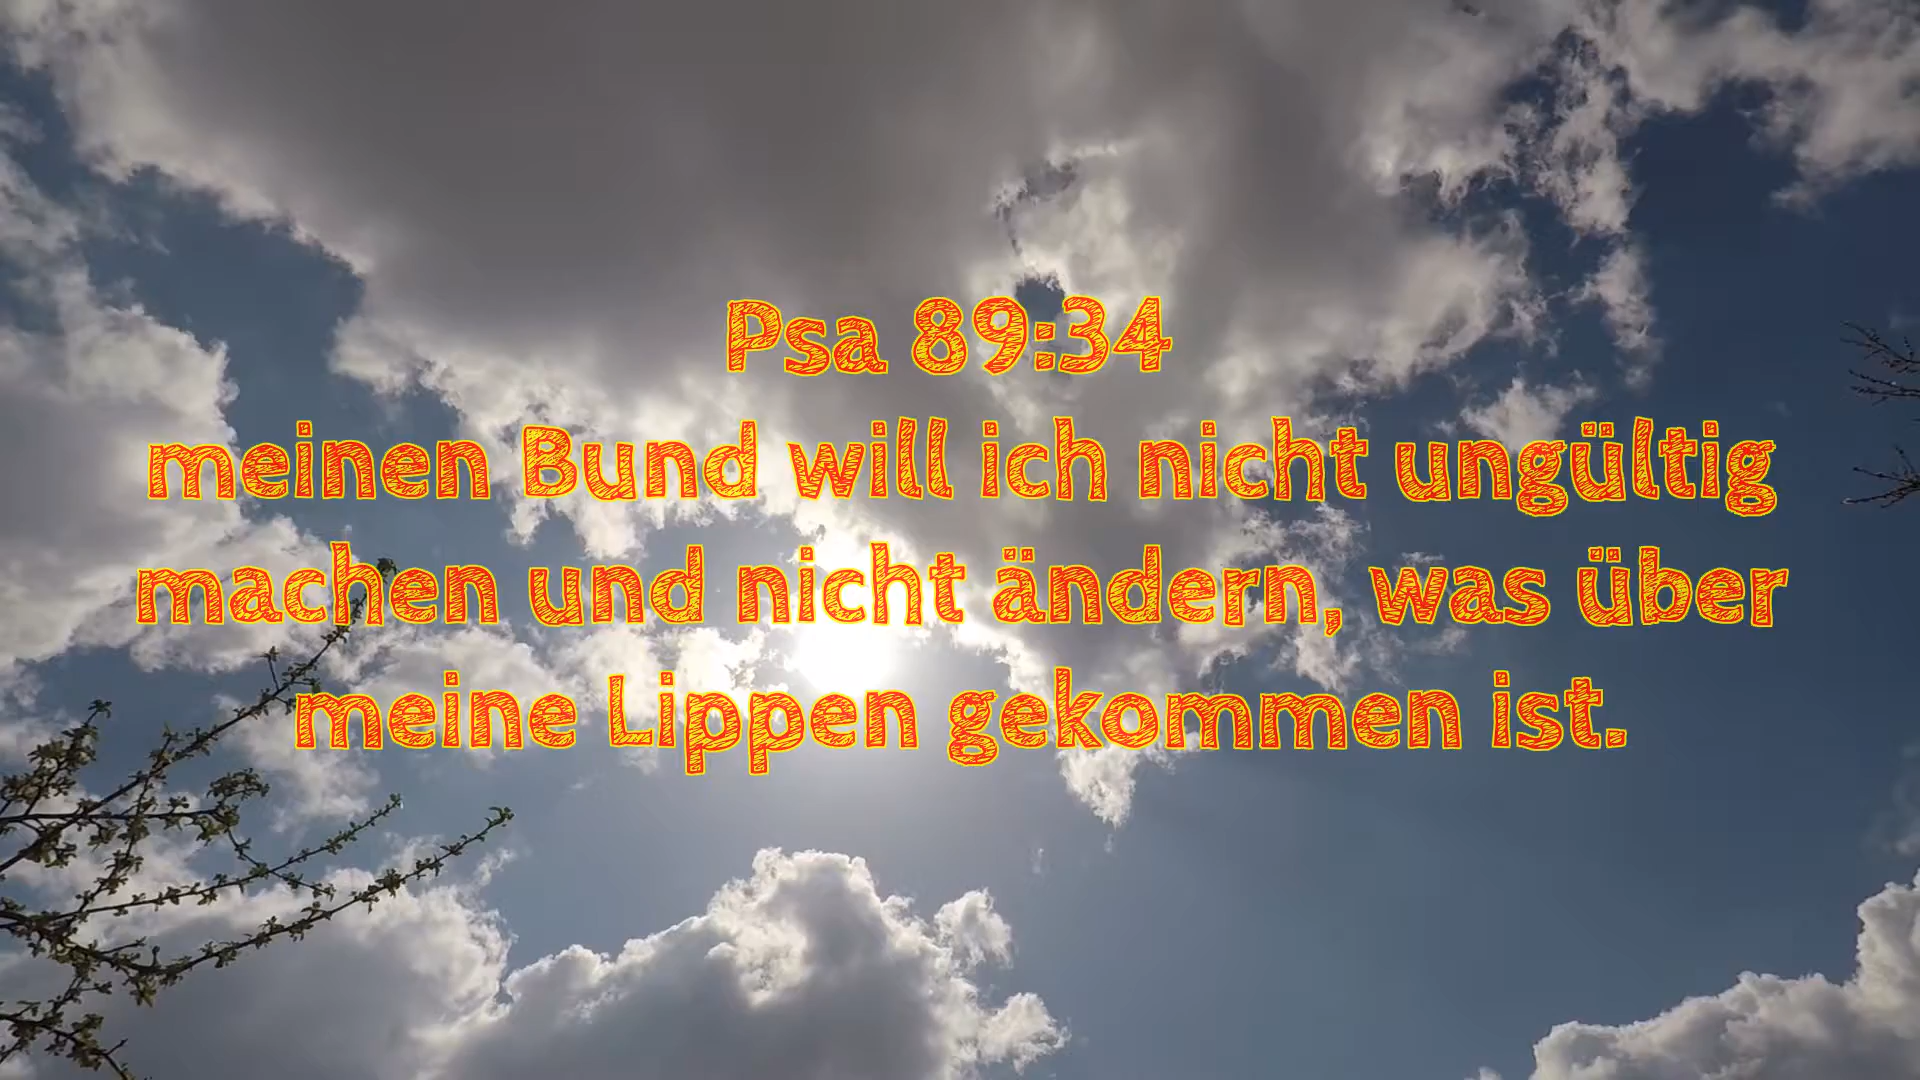 Psa 89:34
meinen Bund will ich nicht ungültig
machen und nicht ändern, was über
meine Lippen gekommen ist.